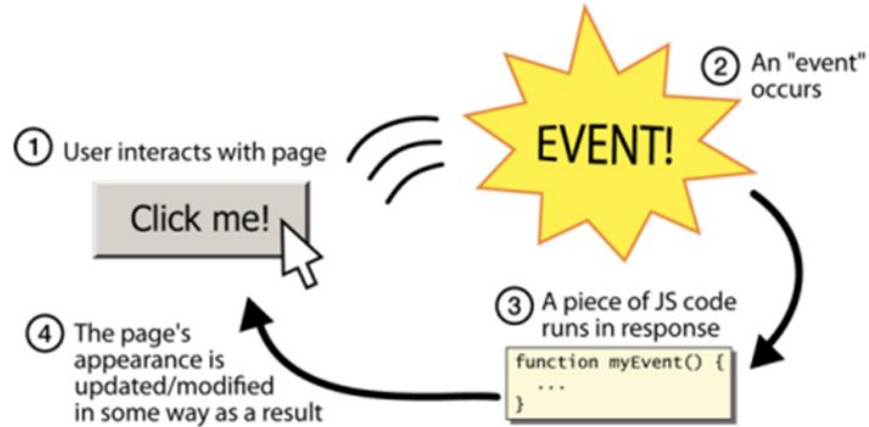 1 User interacts with page
Click me!
EVENT!
2 An "event"
occurs
3 A piece of JS code
runs in response
function myEvent() {
...
}
4 The page's
appearance is
updated/modified
in some way as a result